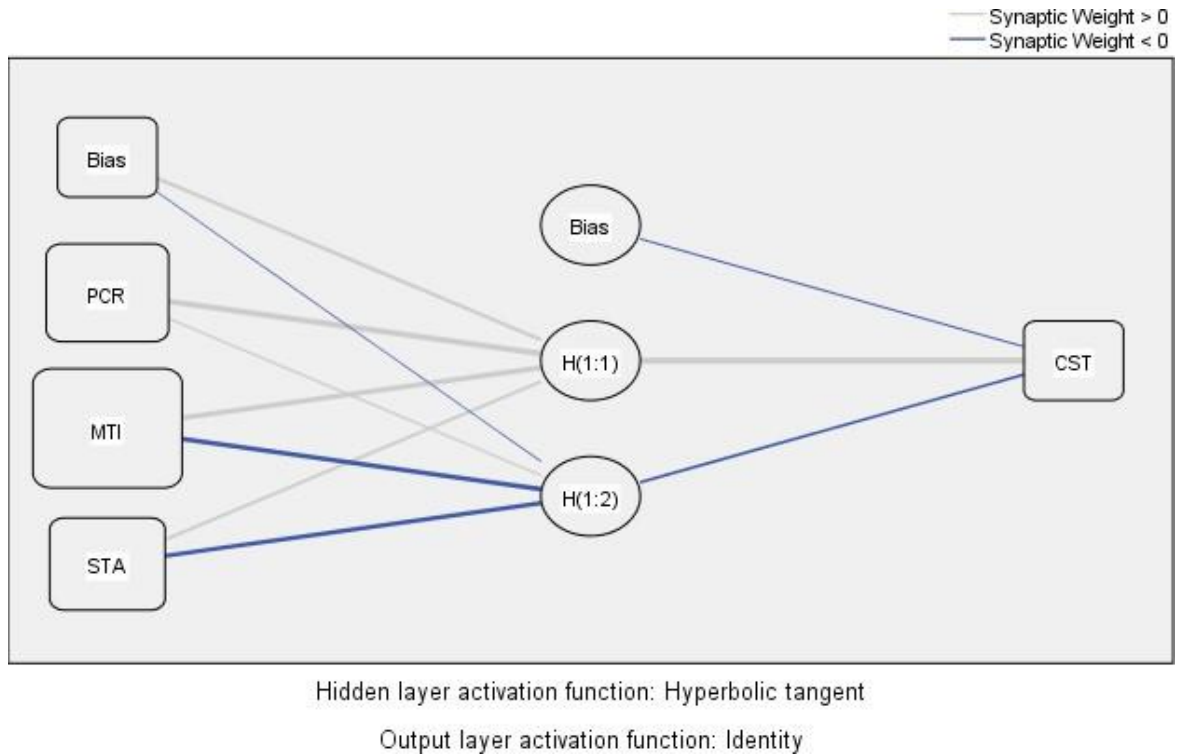 Synaptic Weight > 0
Synaptic Weight < 0
Bias
PCR
MTI
STA
Bias
H(1:1)
H(1:2)
CST
Hidden layer activation function: Hyperbolic tangent
Output layer activation function: Identity